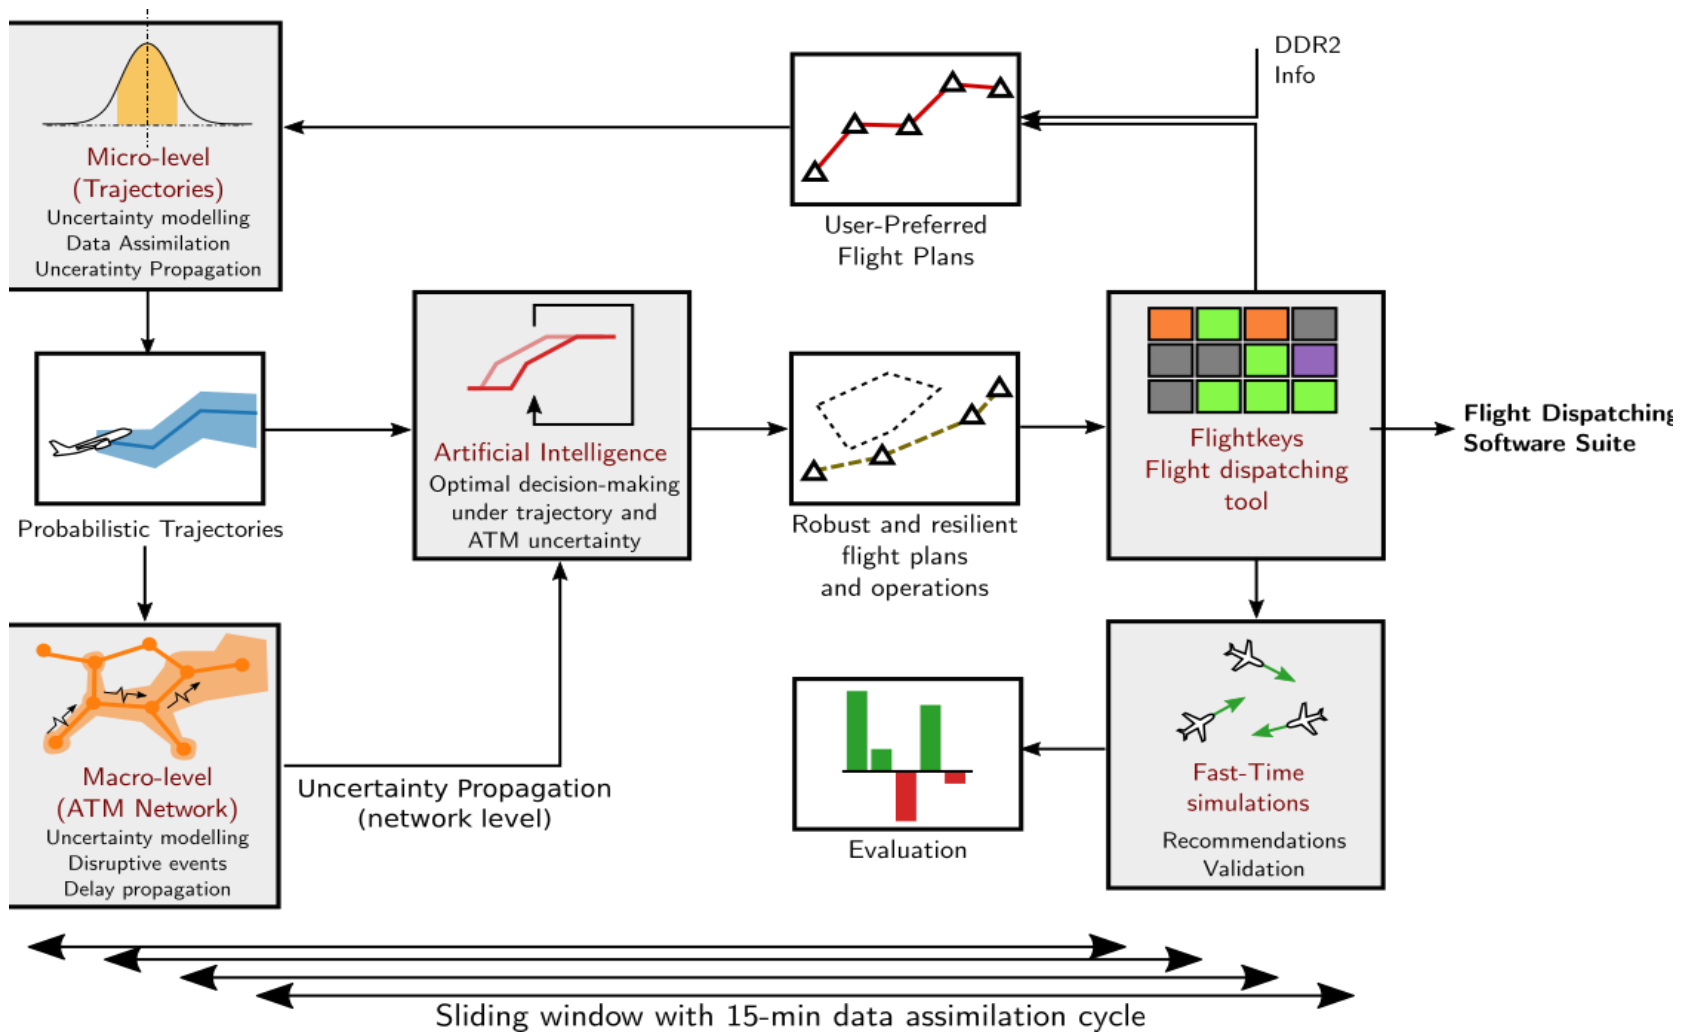 DDR2
Info
Micro-level
(Trajectories)
Uncertainty modelling
Data Assimilation
Unceratinty Propagation
User-Preferred
Flight Plans
Probabilistic Trajectories
Artificial Intelligence
Optimal decision-making
under trajectory and
ATM uncertainty
Robust and resilient
flight plans
and operations
Flightkeys
Flight dispatching
tool
Flight Dispatching
Software Suite
Macro-level
(ATM Network)
Uncertainty modelling
Disruptive events
Delay propagation
Uncertainty Propagation
(network level)
Evaluation
Fast-Time
simulations
Recommendations
Validation
Sliding window with 15-min data assimilation cycle